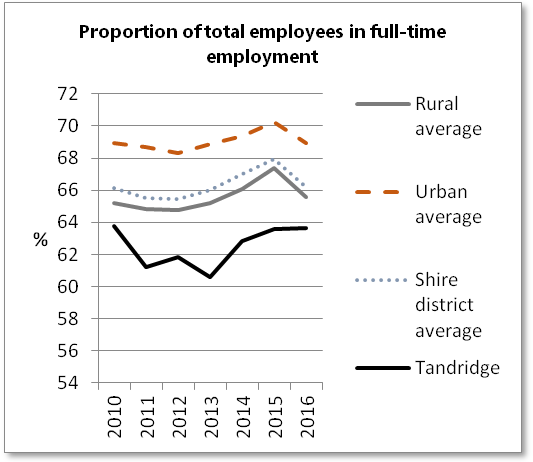 Proportion of total employees in full-time
employment
72
70
68
66
64
62
60
58
56
54
%
2010
2011
2012
2013
2014
2015
2016
Rural
average
Urban
average
Shire
district
average
Tandridge